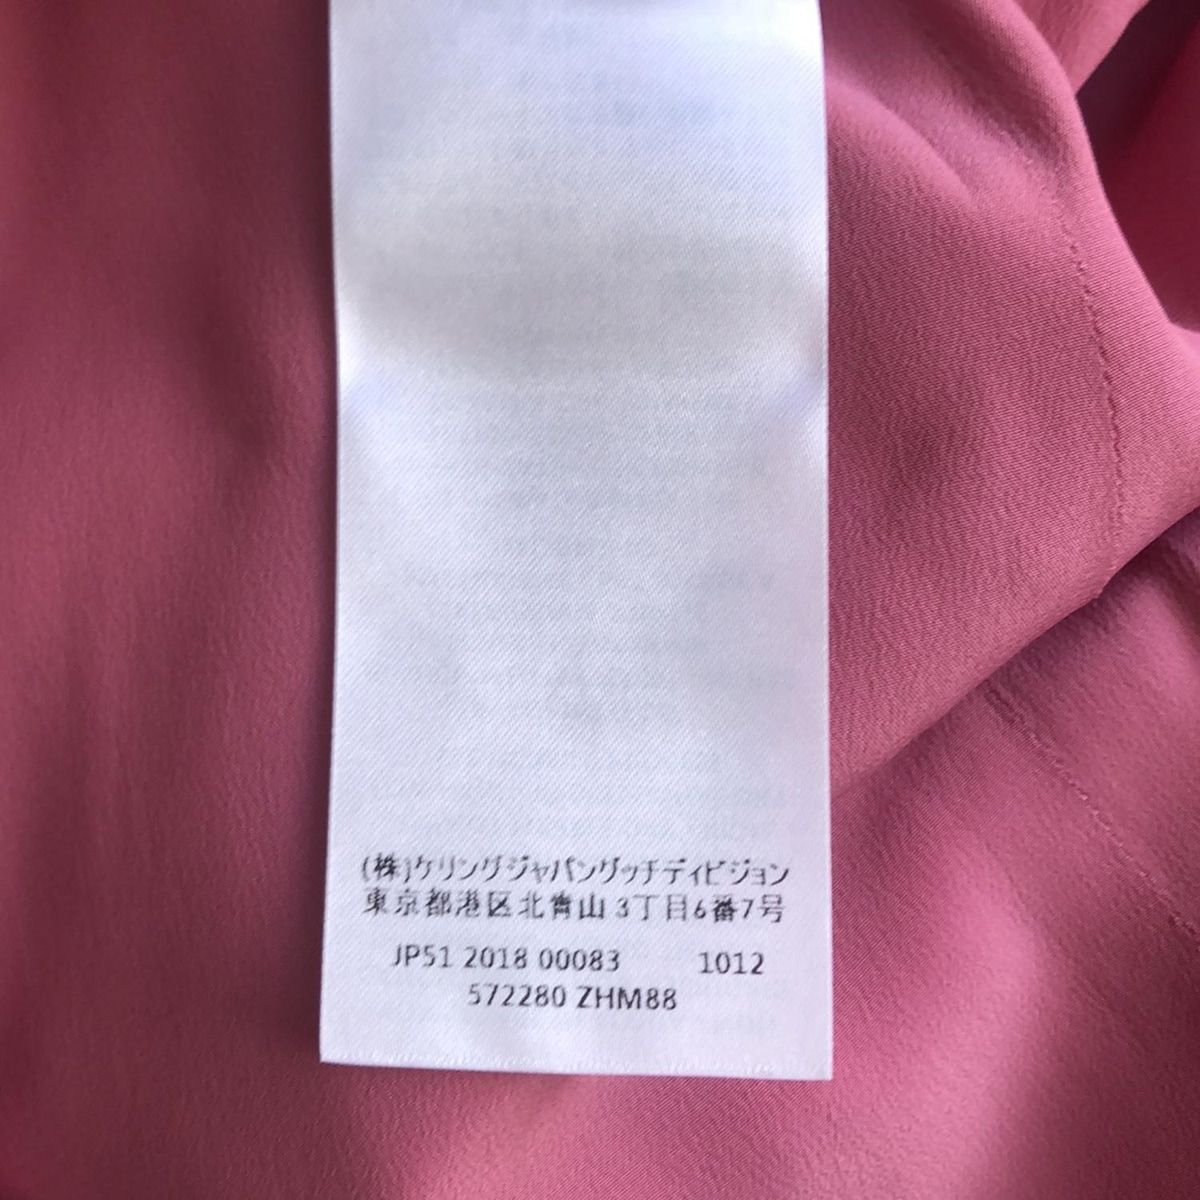 (株)ケリングジャパングッチディビジョン
東京都港区北青山 3丁目6番7号
JP51 2018 00083 1012
572280 ZHM88